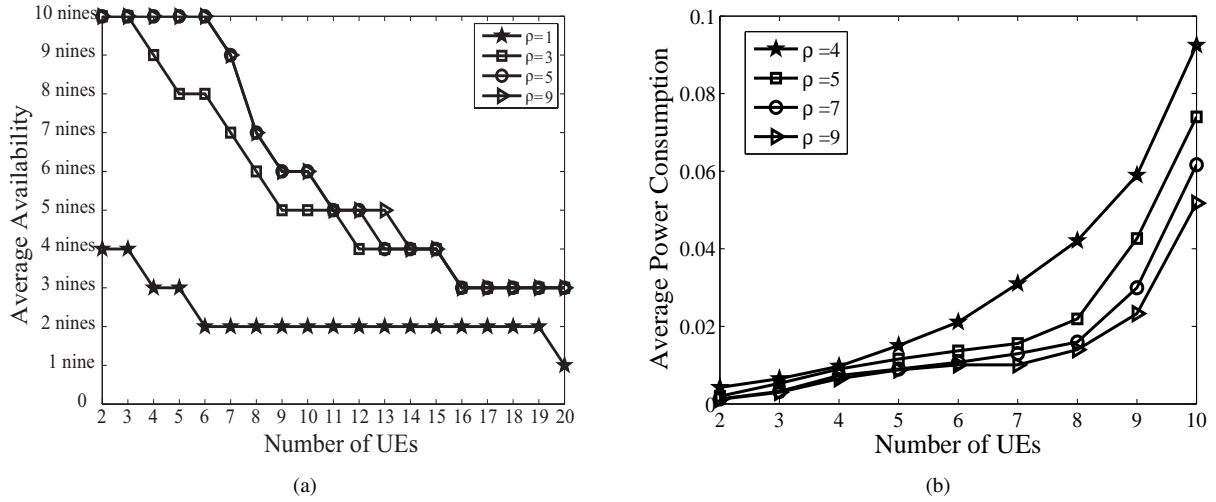 10 nines
9 nines
8 nines
7 nines
6 nines
5 nines
4 nines
3 nines
2 nines
1 nine
0
Average Availability
2 3 4 5 6 7 8 9 10 11 12 13 14 15 16 17 18 19 20
Number of UEs
ρ=1
ρ=3
ρ=5
ρ=9
(a)
0.1
0.08
0.06
0.04
0.02
0
Average Power Consumption
2 3 4 5 6 7 8 9 10
Number of UEs
ρ =4
ρ =5
ρ =7
ρ =9
(b)